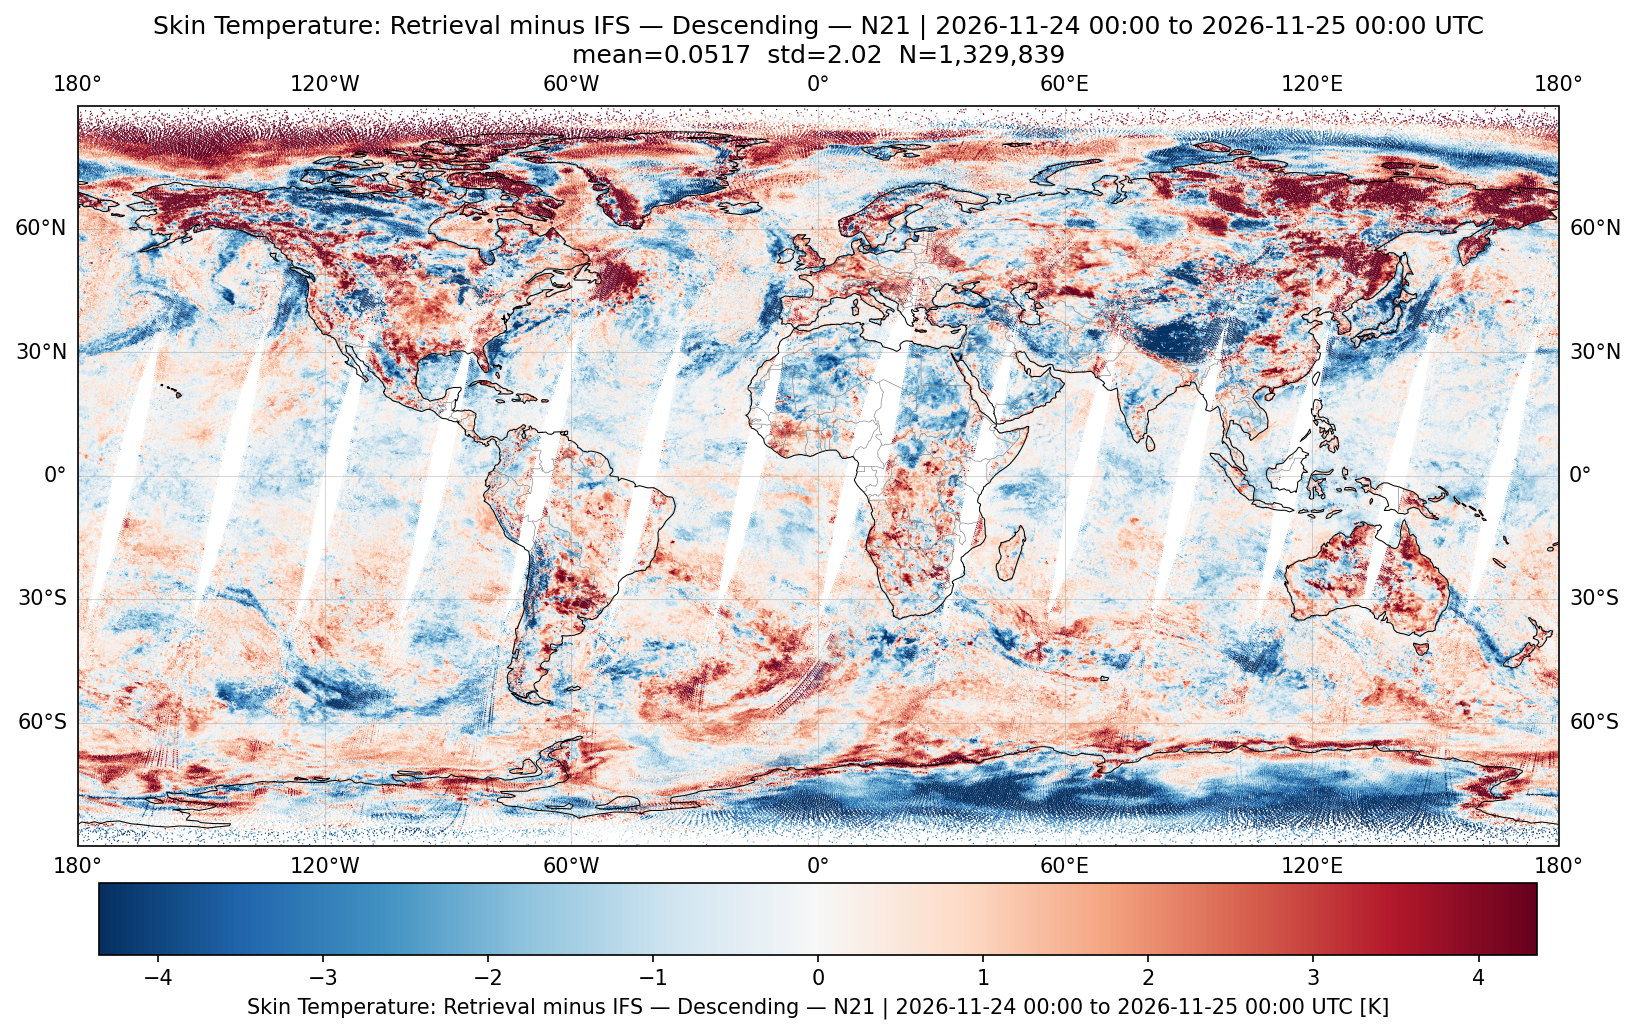 Skin Temperature: Retrieval minus IFS — Descending — N21 | 2026-11-24 00:00 to 2026-11-25 00:00 UTC
mean=0.0517 std=2.02 N=1,329,839
180° 120°W 60°W 0° 60°E 120°E 180°
60°N 60°N
30°N 30°N
0° 0°
30°S 30°S
60°S 60°S
180° 120°W 60°W 0° 60°E 120°E 180°
−4 −3 −2 −1 0 1 2 3 4
Skin Temperature: Retrieval minus IFS — Descending — N21 | 2026-11-24 00:00 to 2026-11-25 00:00 UTC [K]